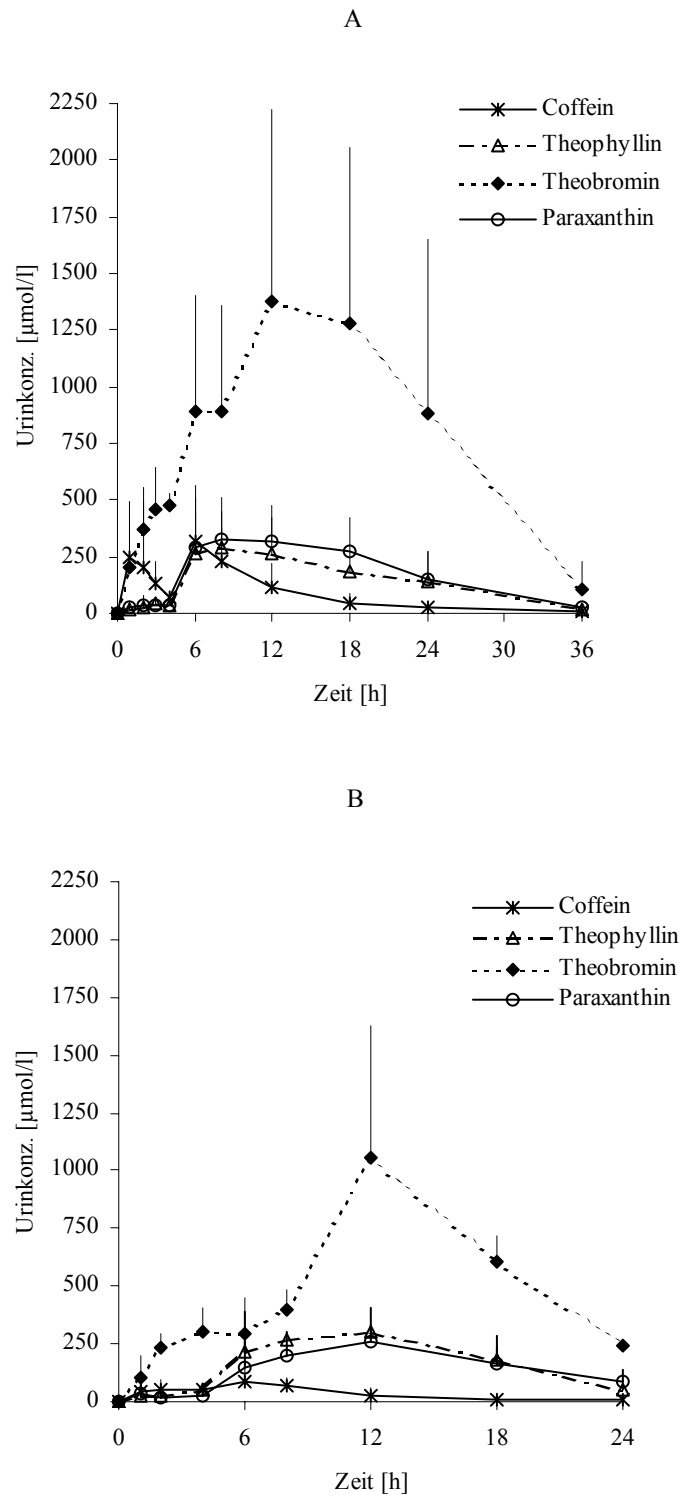 A
Urinkonz. [µmol/l]
2250
2000
1750
1500
1250
1000
750
500
250
0
Coffein
Theophyllin
Theobromin
Paraxanthin
0 6 12 18 24 30 36
Zeit [h]
B
Urinkonz. [µmol/l]
2250
2000
1750
1500
1250
1000
750
500
250
0
Coffein
Theophyllin
Theobromin
Paraxanthin
0 6 12 18 24
Zeit [h]